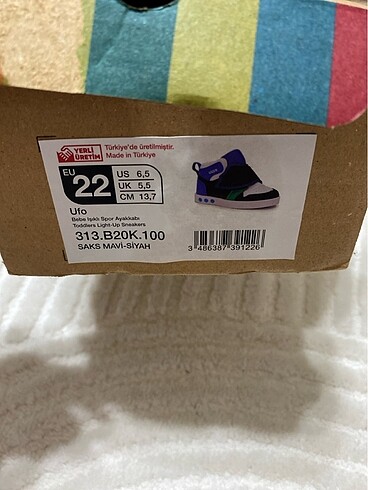 YERLİ
ÜRETİM
Türkiye'de üretilmiştir.
Made in Türkiye
EU
22
US 6,5
UK 5,5
CM 13,7
Ufo
Bebe Işıklı Spor Ayakkabı
Toddlers Light-Up Sneakers
313.B20K.100
SAKS MAVİ-SİYAH
3 486387 391226